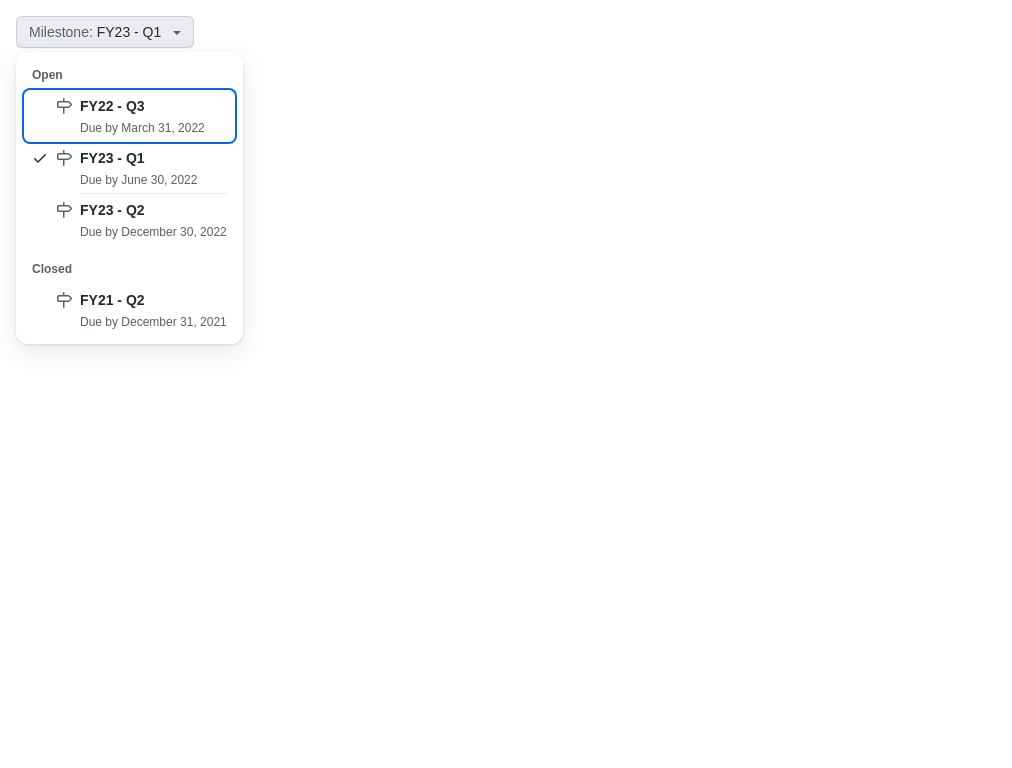 Milestone: FY23 - Q1
Open
FY22 - Q3
Due by March 31, 2022
FY23 - Q1
Due by June 30, 2022
FY23 - Q2
Due by December 30, 2022
Closed
FY21 - Q2
Due by December 31, 2021